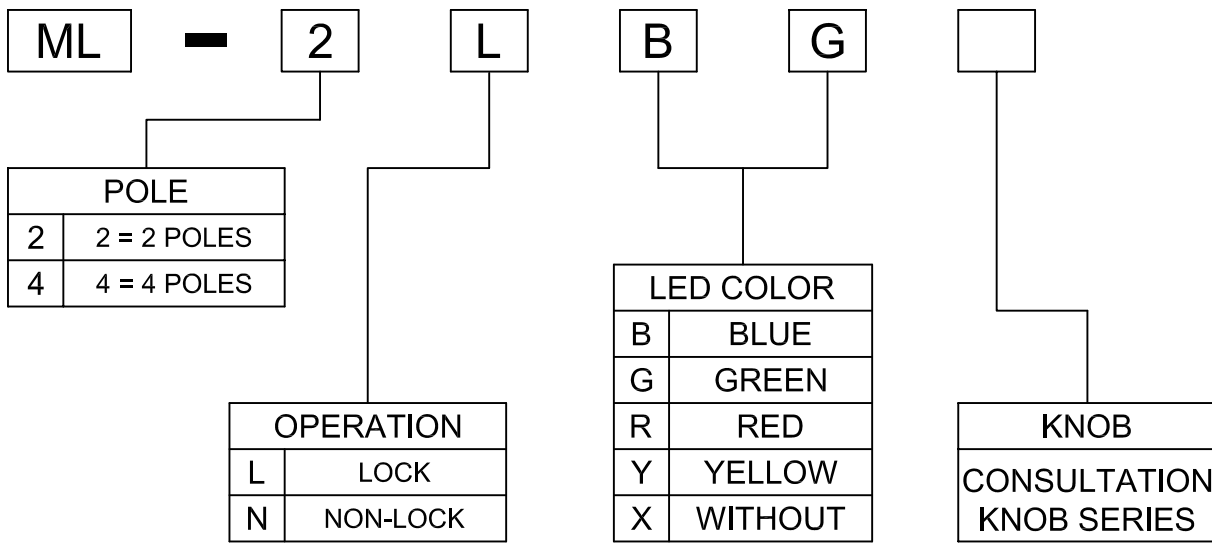 ML - 2 L B G
POLE
2 2 = 2 POLES
4 4 = 4 POLES
OPERATION
L LOCK
N NON-LOCK
LED COLOR
B BLUE
G GREEN
R RED
Y YELLOW
X WITHOUT
KNOB
CONSULTATION
KNOB SERIES